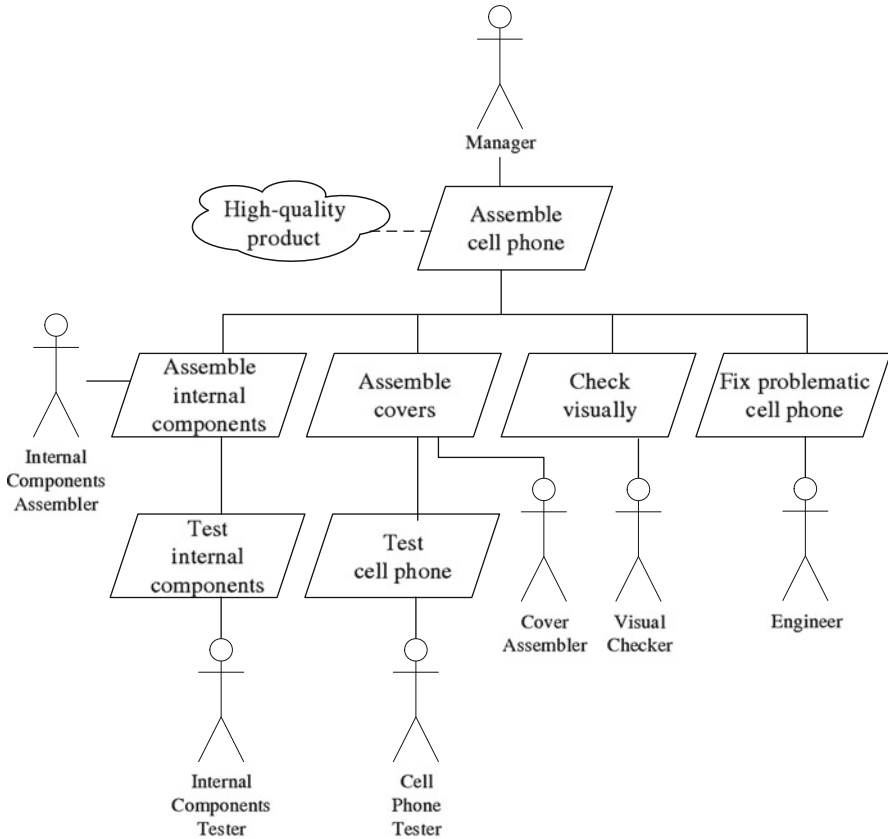 Manager
High-quality
product
Assemble
cell phone
Assemble
internal
components
Assemble
covers
Check
visually
Fix problematic
cell phone
Internal
Components
Assembler
Test
internal
components
Test
cell phone
Cover
Assembler
Visual
Checker
Engineer
Internal
Components
Tester
Cell
Phone
Tester